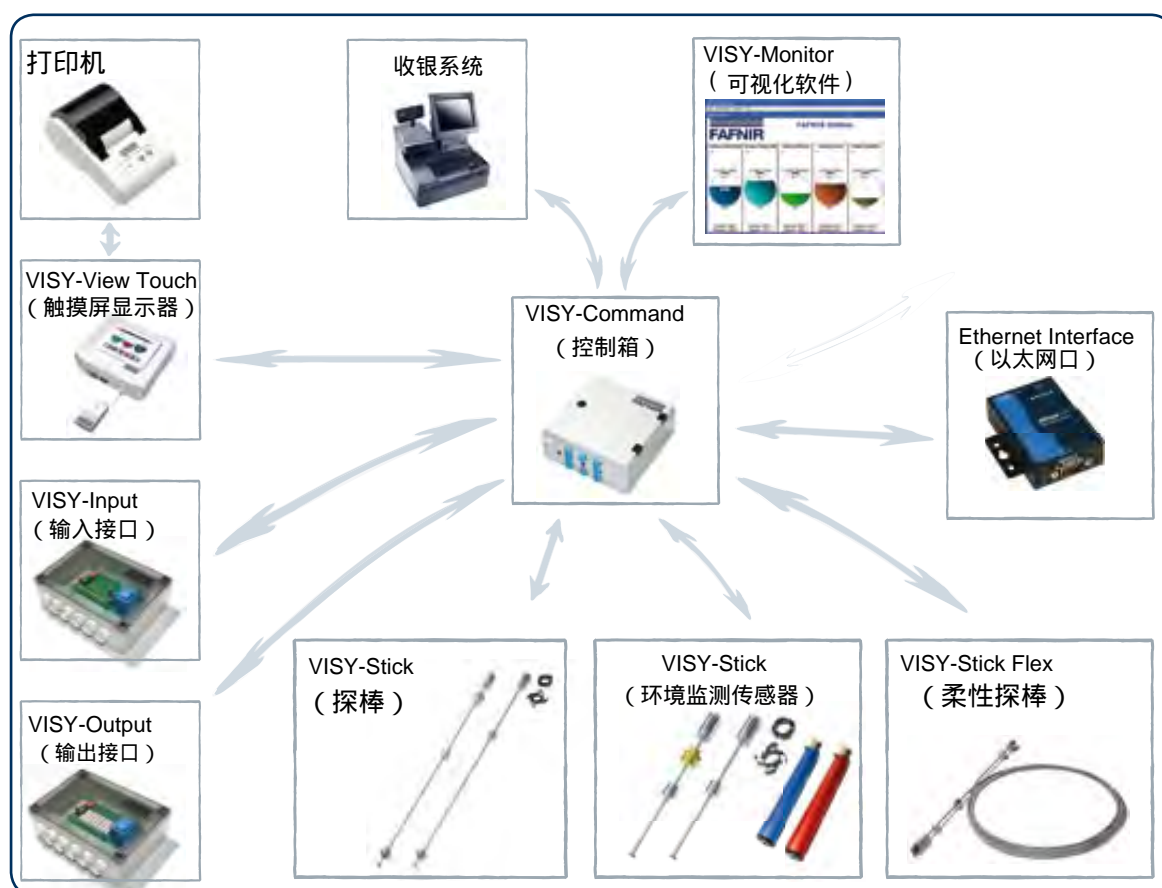 打印机
收银系统
VISY-Monitor
（可视化软件）
FAFNIR
VISY-View Touch
（触摸屏显示器）
VISY-Command
（控制箱）
Ethernet Interface
（以太网口）
VISY-Input
（输入接口）
VISY-Stick
（探棒）
VISY-Stick
（环境监测传感器）
VISY-Stick Flex
（柔性探棒）
VISY-Output
（输出接口）